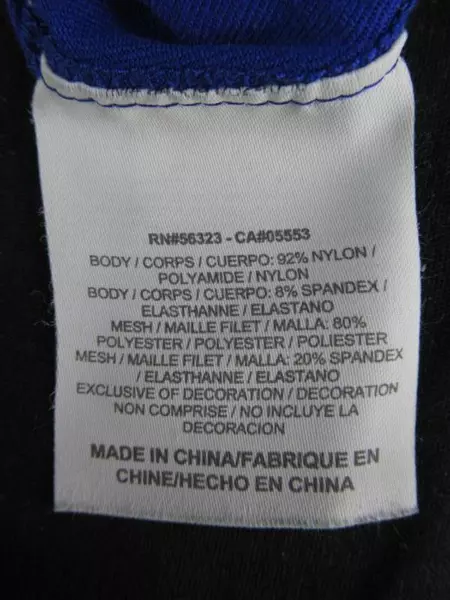 RN#56323 - CA#05553
BODY / CORPS / CUERPO: 92% NYLON /
POLYAMIDE / NYLON
BODY / CORPS / CUERPO: 8% SPANDEX /
ELASTHANNE / ELASTANO
MESH / MAILLE FILET / MALLA: 80%
POLYESTER / POLYESTER / POLIESTER
MESH / MAILLE FILET / MALLA: 20% SPANDEX
/ ELASTHANNE / ELASTANO
EXCLUSIVE OF DECORATION / DECORATION
NON COMPRISE / NO INCLUYE LA
DECORACION
MADE IN CHINA/FABRIQUE EN
CHINE/HECHO EN CHINA